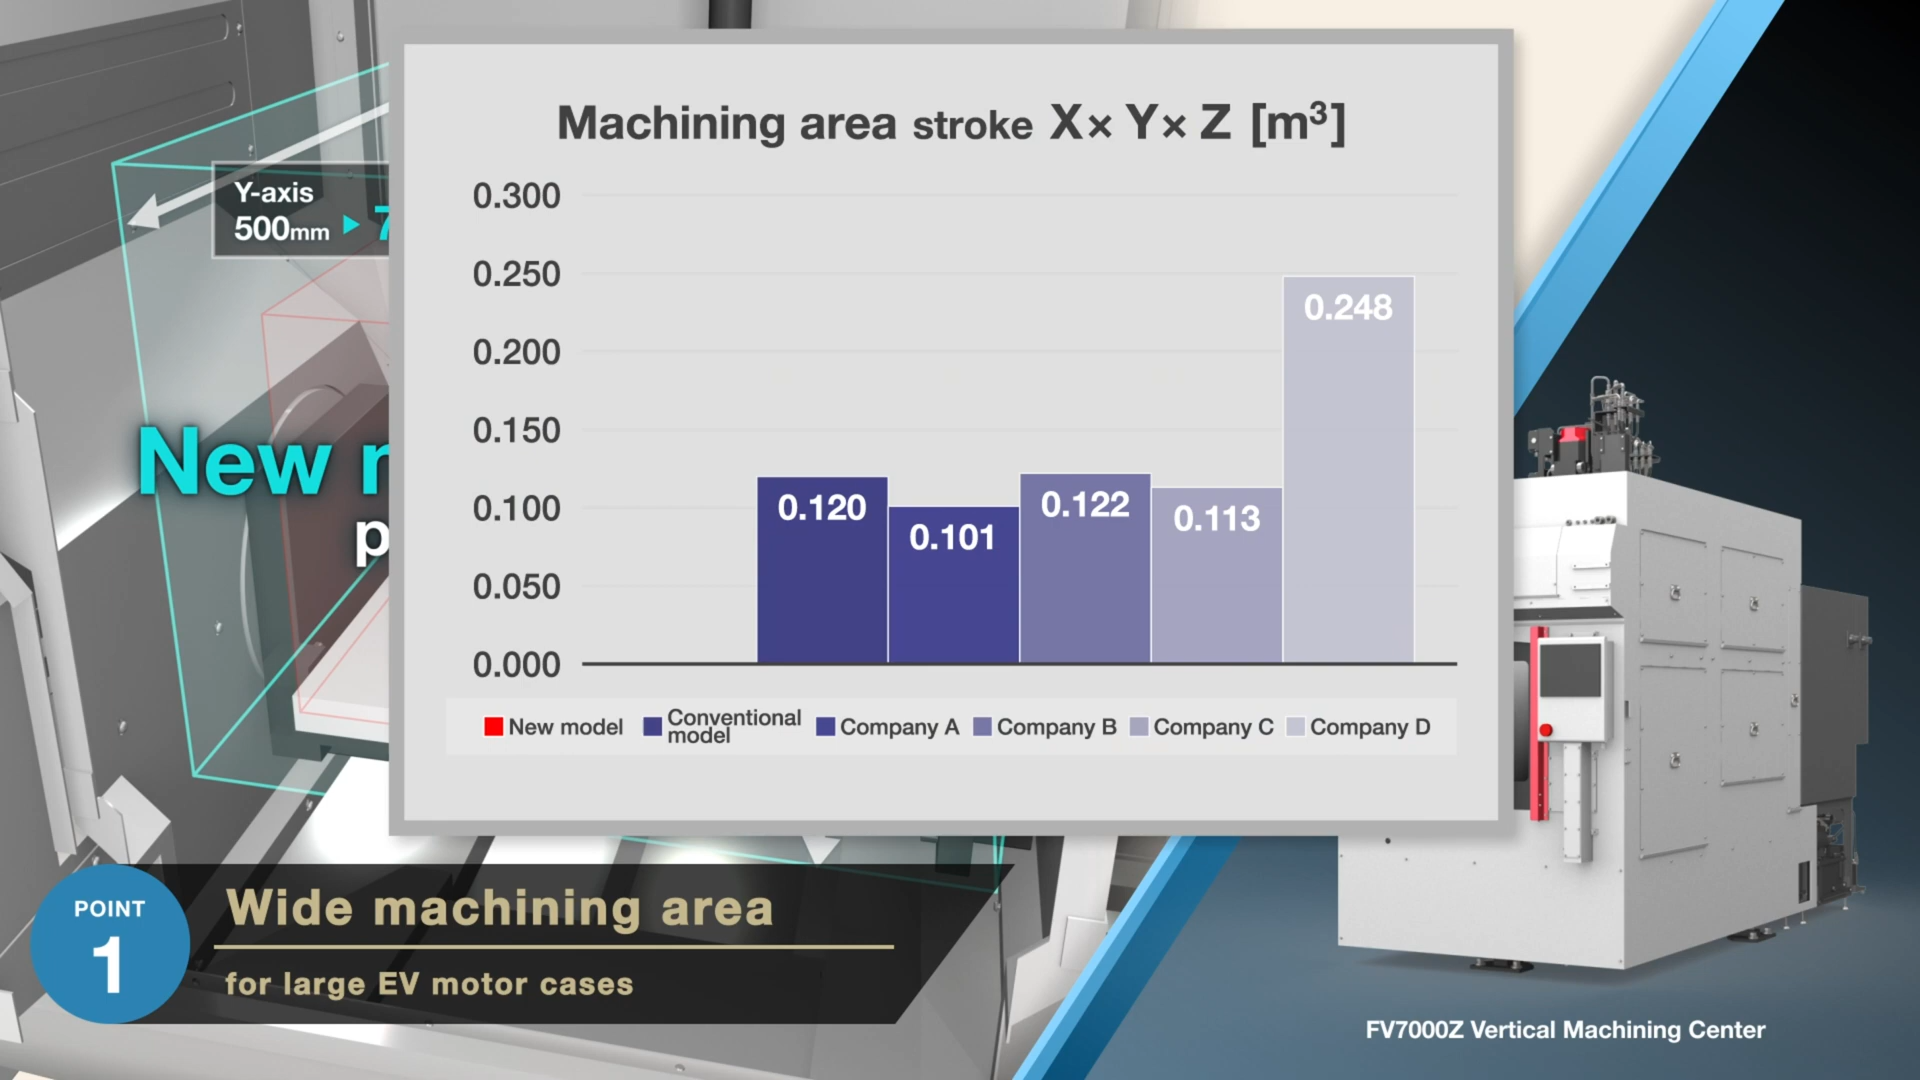 Machining area stroke X× Y× Z [m³]
0.300
0.250
0.200
0.150
0.100
0.050
0.000
0.120
0.101
0.122
0.113
0.248
New model
Conventional model
Company A
Company B
Company C
Company D
Y-axis
500mm ▶ 7
New
p
POINT
1
Wide machining area
for large EV motor cases
FV7000Z Vertical Machining Center